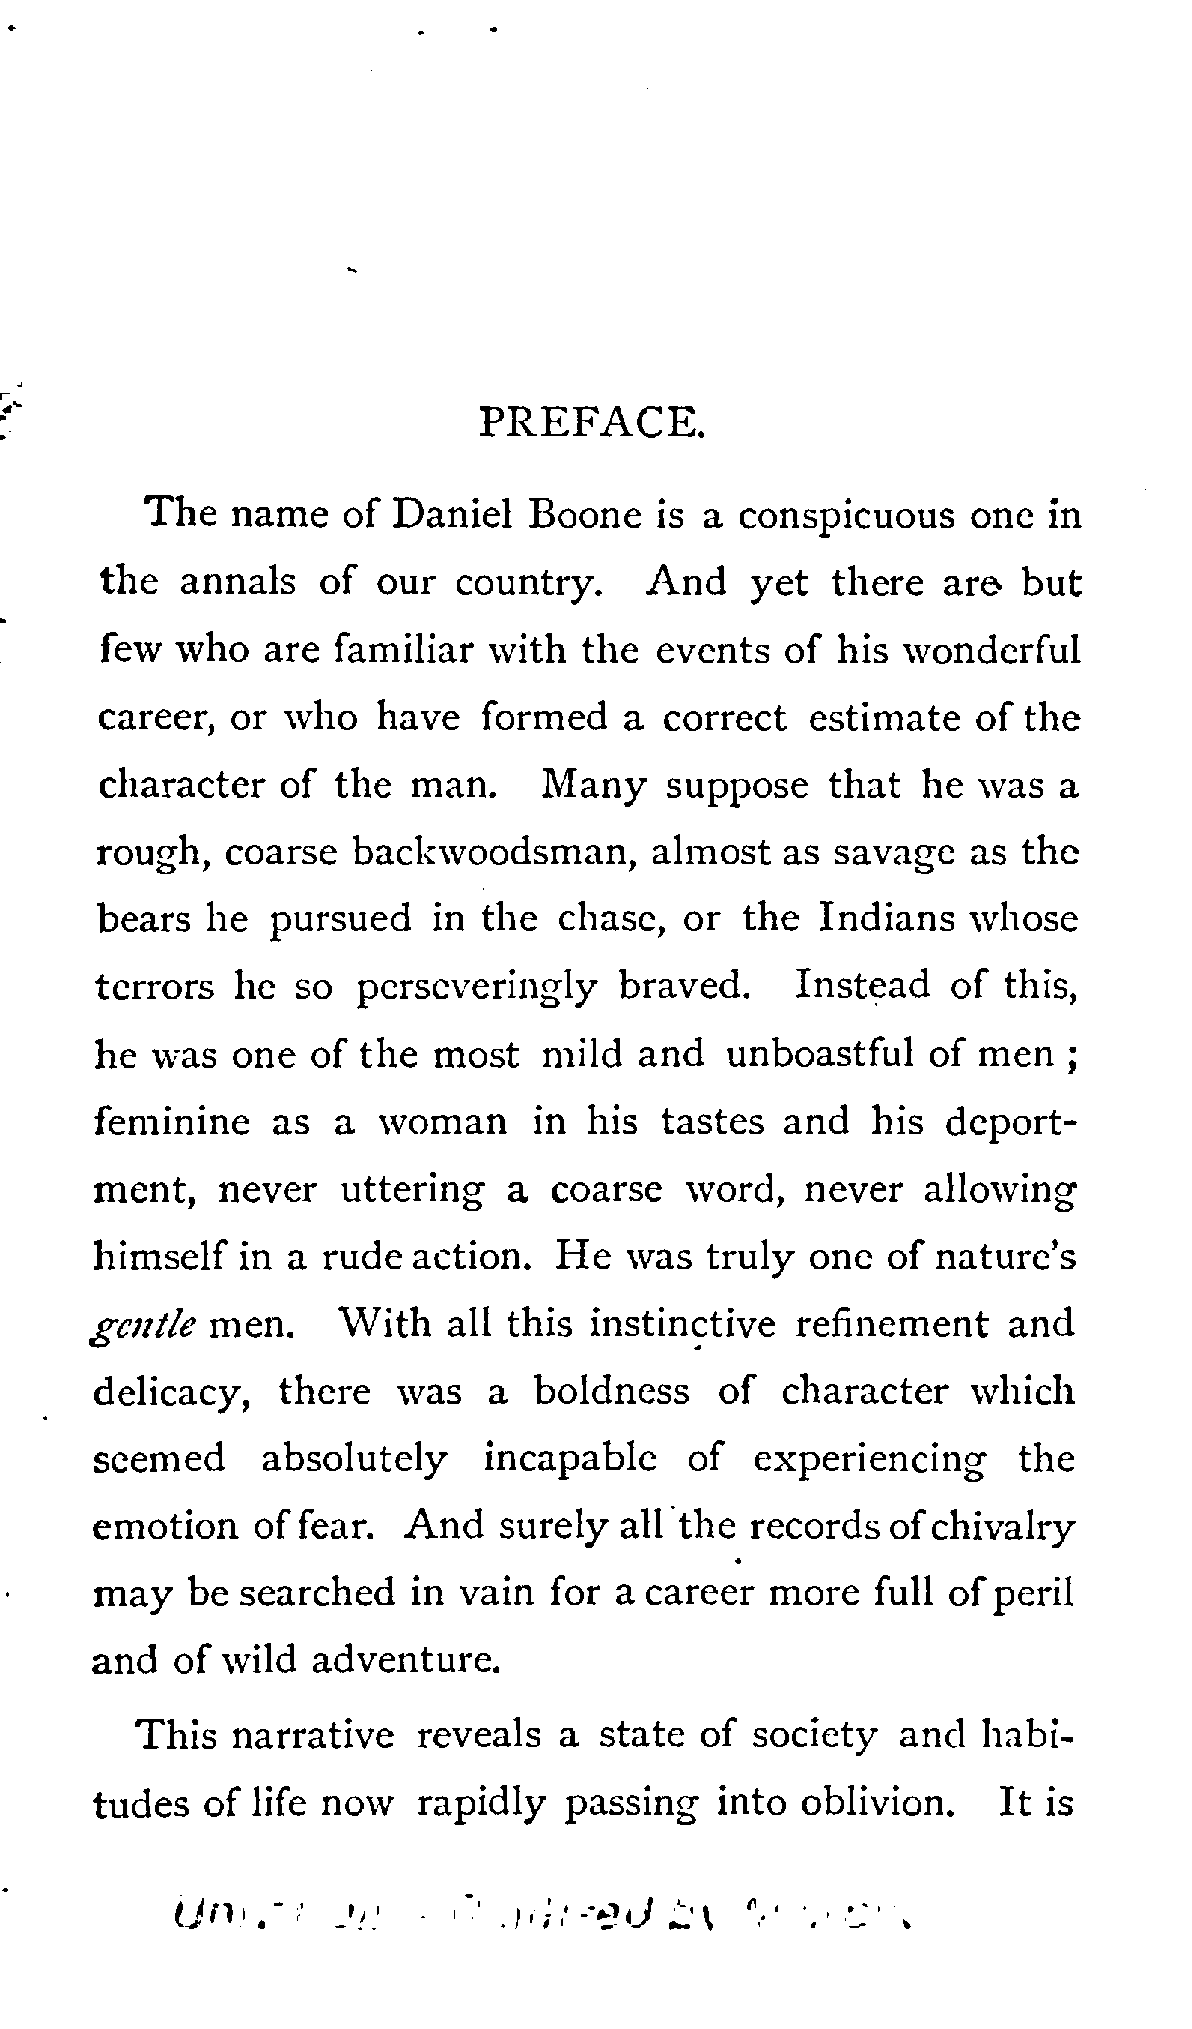 PREFACE.
The name of Daniel Boone is a conspicuous one in
the annals of our country. And yet there are but
few who are familiar with the events of his wonderful
career, or who have formed a correct estimate of the
character of the man. Many suppose that he was a
rough, coarse backwoodsman, almost as savage as the
bears he pursued in the chase, or the Indians whose
terrors he so perseveringly braved. Instead of this,
he was one of the most mild and unboastful of men ;
feminine as a woman in his tastes and his deport-
ment, never uttering a coarse word, never allowing
himself in a rude action. He was truly one of nature's
gentle men. With all this instinctive refinement and
delicacy, there was a boldness of character which
seemed absolutely incapable of experiencing the
emotion of fear. And surely all the records of chivalry
may be searched in vain for a career more full of peril
and of wild adventure.
This narrative reveals a state of society and habi-
tudes of life now rapidly passing into oblivion. It is